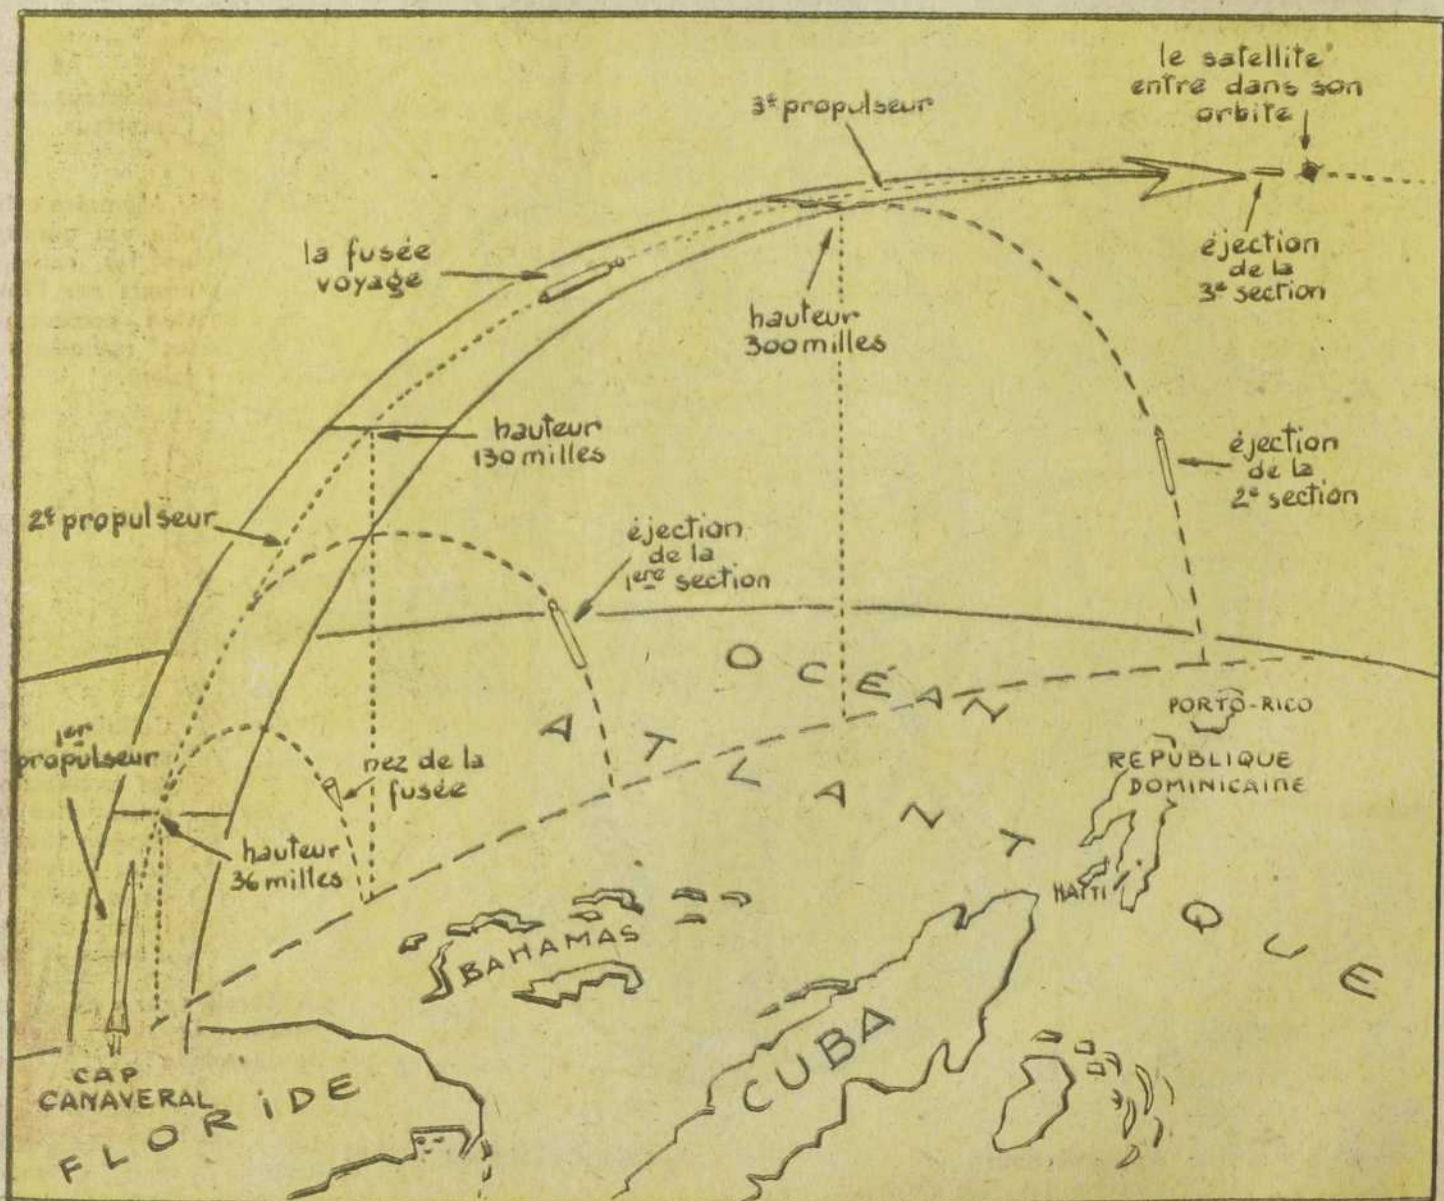 le satellite
entre dans son
orbite
3e propulseur
la fusée
voyage
éjection
de la
3e section
hauteur
300 milles
hauteur
130 milles
éjection
de la
2e section
2e propulseur
éjection
de la
1ere section
OCÉAN
ATLANTQUE
PORTO-RICO
RÉPUBLIQUE
DOMINICAINE
HAITI
1er
propulseur
nez de la
fusée
hauteur
36 milles
BAHAMAS
CUBA
CAP
CANAVERAL
FLORiDE